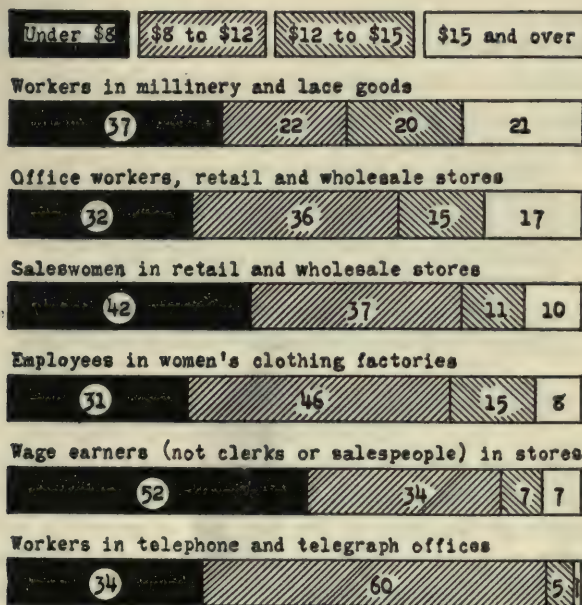 Under $8 $8 to $12 $12 to $15 $15 and over
Workers in millinery and lace goods
37 22 20 21
Office workers, retail and wholesale stores
32 36 15 17
Saleswomen in retail and wholesale stores
42 37 11 10
Employees in women's clothing factories
31 46 15 8
Wage earners (not clerks or salespeople) in stores
52 34 7 7
Workers in telephone and telegraph offices
34 60 5